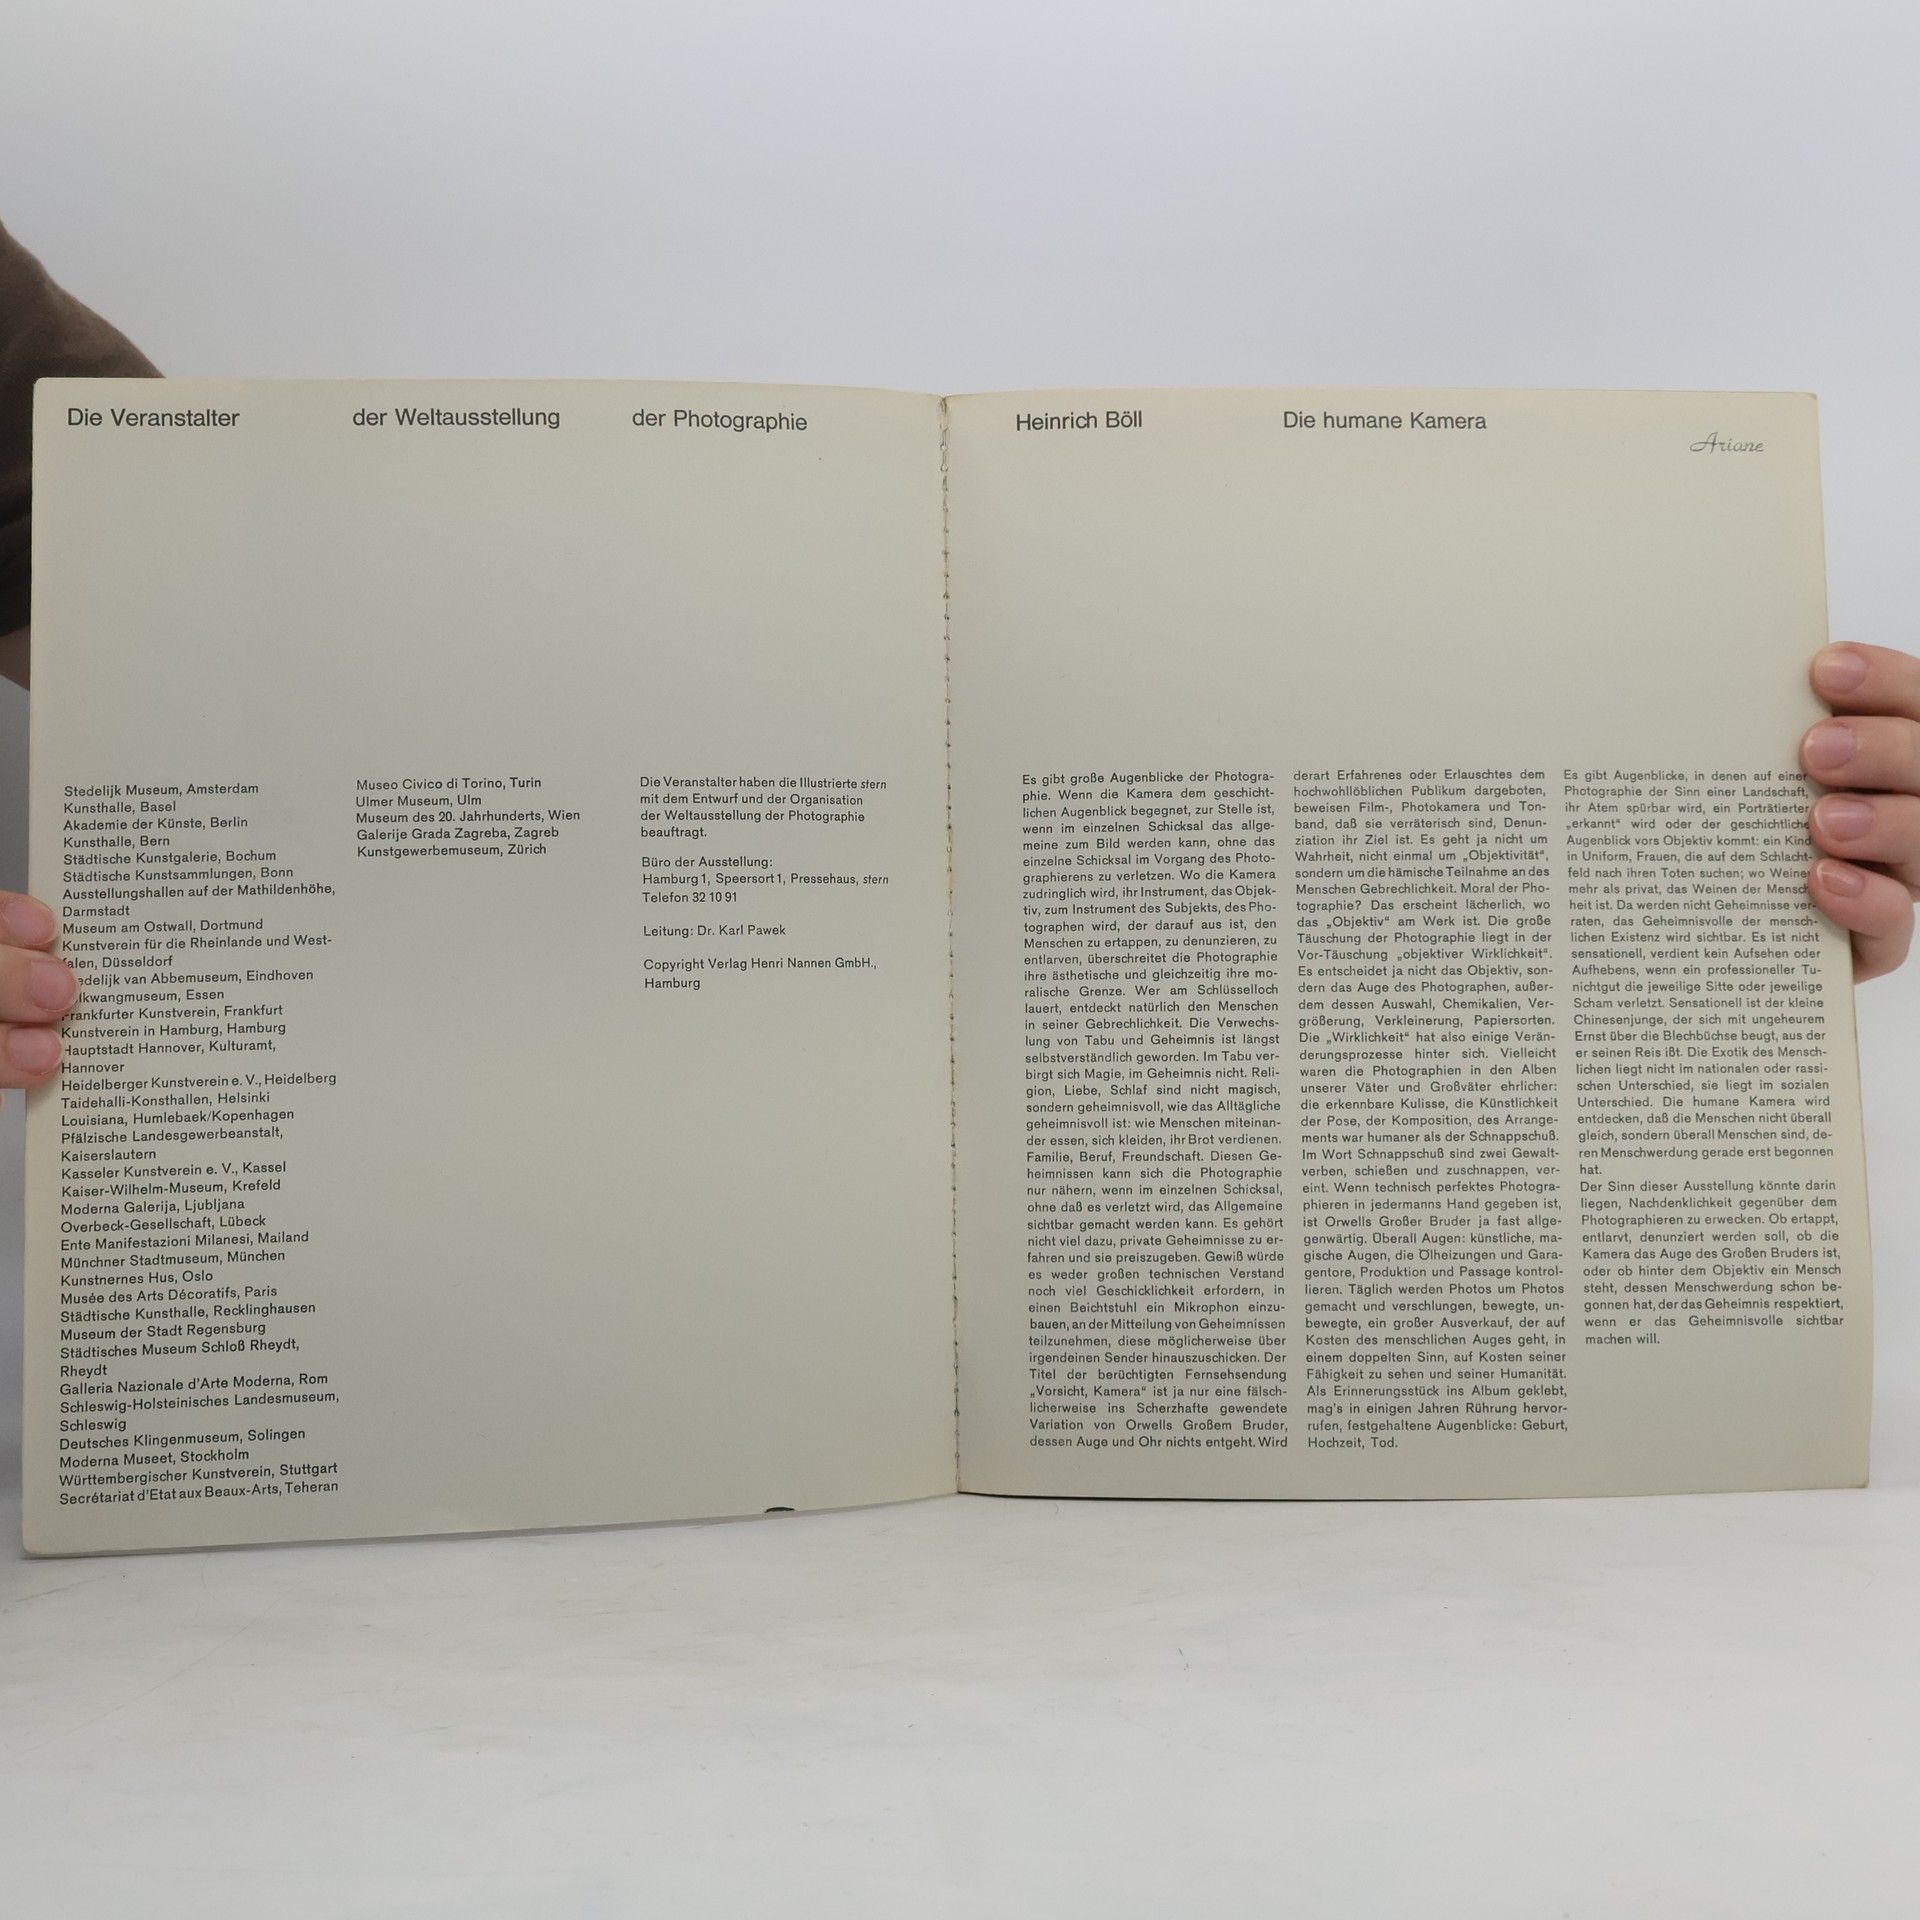 Die Veranstalter
der Weltausstellung
der Photographie
Stedelijk Museum, Amsterdam
Kunsthalle, Basel
Akademie der Künste, Berlin
Kunsthalle, Bern
Städtische Kunstgalerie, Bochum
Städtische Kunstsammlungen, Bonn
Ausstellungshallen auf der Mathildenhöhe,
Darmstadt
Museum am Ostwall, Dortmund
Kunstverein für die Rheinlande und West-
falen, Düsseldorf
edelijk van Abbemuseum, Eindhoven
lkwangmuseum, Essen
Frankfurter Kunstverein, Frankfurt
Kunstverein in Hamburg, Hamburg
Hauptstadt Hannover, Kulturamt,
Hannover
Heidelberger Kunstverein e. V., Heidelberg
Taidehalli-Konsthallen, Helsinki
Louisiana, Humlebaek/Kopenhagen
Pfälzische Landesgewerbeanstalt,
Kaiserslautern
Kasseler Kunstverein e. V., Kassel
Kaiser-Wilhelm-Museum, Krefeld
Moderna Galerija, Ljubljana
Overbeck-Gesellschaft, Lübeck
Ente Manifestazioni Milanesi, Mailand
Münchner Stadtmuseum, München
Kunstnernes Hus, Oslo
Musée des Arts Décoratifs, Paris
Städtische Kunsthalle, Recklinghausen
Museum der Stadt Regensburg
Städtisches Museum Schloß Rheydt,
Rheydt
Galleria Nazionale d'Arte Moderna, Rom
Schleswig-Holsteinisches Landesmuseum,
Schleswig
Deutsches Klingenmuseum, Solingen
Moderna Museet, Stockholm
Württembergischer Kunstverein, Stuttgart
Secrétariat d'Etat aux Beaux-Arts, Teheran
Museo Civico di Torino, Turin
Ulmer Museum, Ulm
Museum des 20. Jahrhunderts, Wien
Galerije Grada Zagreba, Zagreb
Kunstgewerbemuseum, Zürich
Die Veranstalter haben die Illustrierte stern
mit dem Entwurf und der Organisation
der Weltausstellung der Photographie
beauftragt.
Büro der Ausstellung:
Hamburg 1, Speersort 1, Pressehaus, stern
Telefon 32 10 91
Leitung: Dr. Karl Pawek
Copyright Verlag Henri Nannen GmbH.,
Hamburg
Heinrich Böll
Die humane Kamera
Ariane
Es gibt große Augenblicke der Photogra-
phie. Wenn die Kamera dem geschicht-
lichen Augenblick begegnet, zur Stelle ist,
wenn im einzelnen Schicksal das allge-
meine zum Bild werden kann, ohne das
einzelne Schicksal im Vorgang des Photo-
graphierens zu verletzen. Wo die Kamera
zudringlich wird, ihr Instrument, das Objek-
tiv, zum Instrument des Subjekts, des Pho-
tographen wird, der darauf aus ist, den
Menschen zu ertappen, zu denunzieren, zu
entlarven, überschreitet die Photographie
ihre ästhetische und gleichzeitig ihre mo-
ralische Grenze. Wer am Schlüsselloch
lauert, entdeckt natürlich den Menschen
in seiner Gebrechlichkeit. Die Verwechs-
lung von Tabu und Geheimnis ist längst
selbstverständlich geworden. Im Tabu ver-
birgt sich Magie, im Geheimnis nicht. Reli-
gion, Liebe, Schlaf sind nicht magisch,
sondern geheimnisvoll, wie das Alltägliche
geheimnisvoll ist: wie Menschen miteinan-
der essen, sich kleiden, ihr Brot verdienen.
Familie, Beruf, Freundschaft. Diesen Ge-
heimnissen kann sich die Photographie
nur nähern, wenn im einzelnen Schicksal,
ohne daß es verletzt wird, das Allgemeine
sichtbar gemacht werden kann. Es gehört
nicht viel dazu, private Geheimnisse zu er-
fahren und sie preiszugeben. Gewiß würde
es weder großen technischen Verstand
noch viel Geschicklichkeit erfordern, in
einen Beichtstuhl ein Mikrophon einzu-
bauen, an der Mitteilung von Geheimnissen
teilzunehmen, diese möglicherweise über
irgendeinen Sender hinauszuschicken. Der
Titel der berüchtigten Fernsehsendung
„Vorsicht, Kamera“ ist ja nur eine fälsch-
licherweise ins Scherzhafte gewendete
Variation von Orwells Großem Bruder,
dessen Auge und Ohr nichts entgeht. Wird
derart Erfahrenes oder Erlauschtes dem
hochwohllöblichen Publikum dargeboten,
beweisen Film-, Photokamera und Ton-
band, daß sie verräterisch sind, Denun-
ziation ihr Ziel ist. Es geht ja nicht um
Wahrheit, nicht einmal um „Objektivität“,
sondern um die hämische Teilnahme an des
Menschen Gebrechlichkeit. Moral der Pho-
tographie? Das erscheint lächerlich, wo
das „Objektiv“ am Werk ist. Die große
Täuschung der Photographie liegt in der
Vor-Täuschung „objektiver Wirklichkeit“.
Es entscheidet ja nicht das Objektiv, son-
dern das Auge des Photographen, außer-
dem dessen Auswahl, Chemikalien, Ver-
größerung, Verkleinerung, Papiersorten.
Die „Wirklichkeit“ hat also einige Verän-
derungsprozesse hinter sich. Vielleicht
waren die Photographien in den Alben
unserer Väter und Großväter ehrlicher:
die erkennbare Kulisse, die Künstlichkeit
der Pose, der Komposition, des Arrange-
ments war humaner als der Schnappschuß.
Im Wort Schnappschuß sind zwei Gewalt-
verben, schießen und zuschnappen, ver-
eint. Wenn technisch perfektes Photogra-
phieren in jedermanns Hand gegeben ist,
ist Orwells Großer Bruder ja fast allge-
genwärtig. Überall Augen: künstliche, ma-
gische Augen, die Ölheizungen und Gara-
gentore, Produktion und Passage kontrol-
lieren. Täglich werden Photos um Photos
gemacht und verschlungen, bewegte, un-
bewegte, ein großer Ausverkauf, der auf
Kosten des menschlichen Auges geht, in
einem doppelten Sinn, auf Kosten seiner
Fähigkeit zu sehen und seiner Humanität.
Als Erinnerungsstück ins Album geklebt,
mag's in einigen Jahren Rührung hervor-
rufen, festgehaltene Augenblicke: Geburt,
Hochzeit, Tod.
Es gibt Augenblicke, in denen auf einer
Photographie der Sinn einer Landschaft,
ihr Atem spürbar wird, ein Porträtierter
„erkannt“ wird oder der geschichtliche
Augenblick vors Objektiv kommt: ein Kind
in Uniform, Frauen, die auf dem Schlacht-
feld nach ihren Toten suchen; wo Weinen
mehr als privat, das Weinen der Mensch
heit ist. Da werden nicht Geheimnisse ver-
raten, das Geheimnisvolle der mensch-
lichen Existenz wird sichtbar. Es ist nicht
sensationell, verdient kein Aufsehen oder
Aufhebens, wenn ein professioneller Tu-
nichtgut die jeweilige Sitte oder jeweilige
Scham verletzt. Sensationell ist der kleine
Chinesenjunge, der sich mit ungeheurem
Ernst über die Blechbüchse beugt, aus der
er seinen Reis ißt. Die Exotik des Mensch-
lichen liegt nicht im nationalen oder rassi-
schen Unterschied, sie liegt im sozialen
Unterschied. Die humane Kamera wird
entdecken, daß die Menschen nicht überall
gleich, sondern überall Menschen sind, de-
ren Menschwerdung gerade erst begonnen
hat.
Der Sinn dieser Ausstellung könnte darin
liegen, Nachdenklichkeit gegenüber dem
Photographieren zu erwecken. Ob ertappt,
entlarvt, denunziert werden soll, ob die
Kamera das Auge des Großen Bruders ist,
oder ob hinter dem Objektiv ein Mensch
steht, dessen Menschwerdung schon be-
gonnen hat, der das Geheimnis respektiert,
wenn er das Geheimnisvolle sichtbar
machen will.